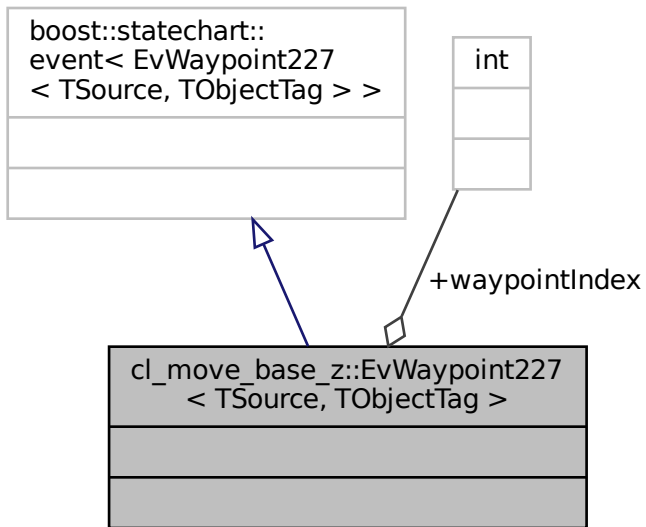 boost::statechart::
event< EvWaypoint227
< TSource, TObjectTag > >
int
+waypointIndex
cl_move_base_z::EvWaypoint227
< TSource, TObjectTag >